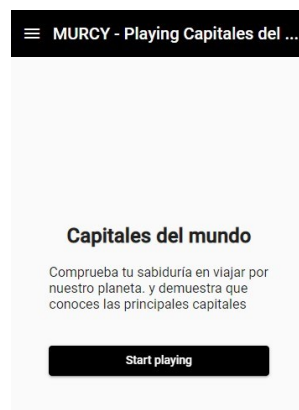 MURCY - Playing Capitales del ...
Capitales del mundo
Comprueba tu sabiduría en viajar por
nuestro planeta. y demuestra que
conoces las principales capitales
Start playing